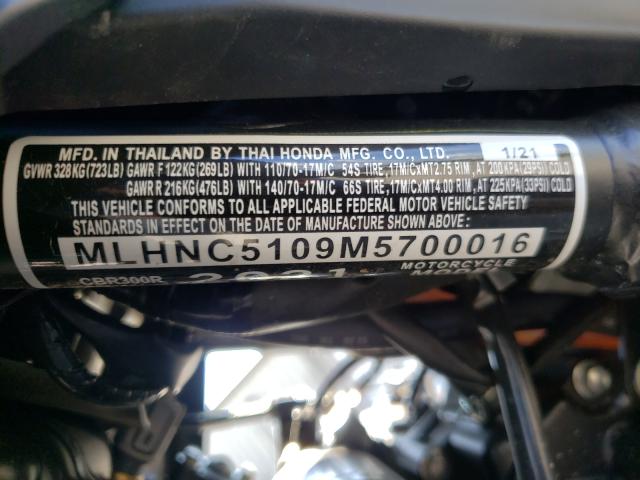 MFD. IN THAILAND BY THAI HONDA MFG. CO., LTD. 1/21
GVWR 328KG(723LB) GAWR F 122KG(269LB) WITH 110/70-17M/C 54S TIRE, 17M/CxMT2.75 RIM, AT 200KPA(29PSI) COLD
GAWR R 216KG(476LB) WITH 140/70-17M/C 66S TIRE, 17M/CxMT4.00 RIM, AT 225KPA(33PSI) COLD
THIS VEHICLE CONFORMS TO ALL APPLICABLE FEDERAL MOTOR VEHICLE SAFETY
STANDARDS IN EFFECT ON THE DATE OF MANUFACTURE SHOWN ABOVE:
MLHNC5109M5700016
CBR300R 2021 MOTORCYCLE